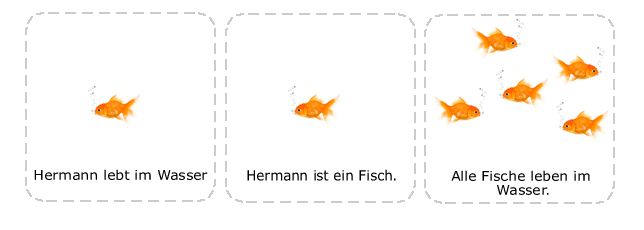 Hermann lebt im Wasser
Hermann ist ein Fisch.
Alle Fische leben im
Wasser.